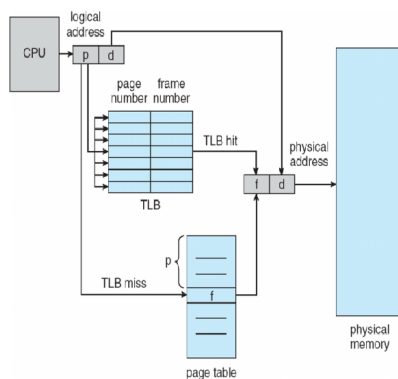 logical
address
CPU
p
d
page
number
frame
number
TLB hit
TLB
physical
address
f
d
p
TLB miss
f
page table
physical
memory